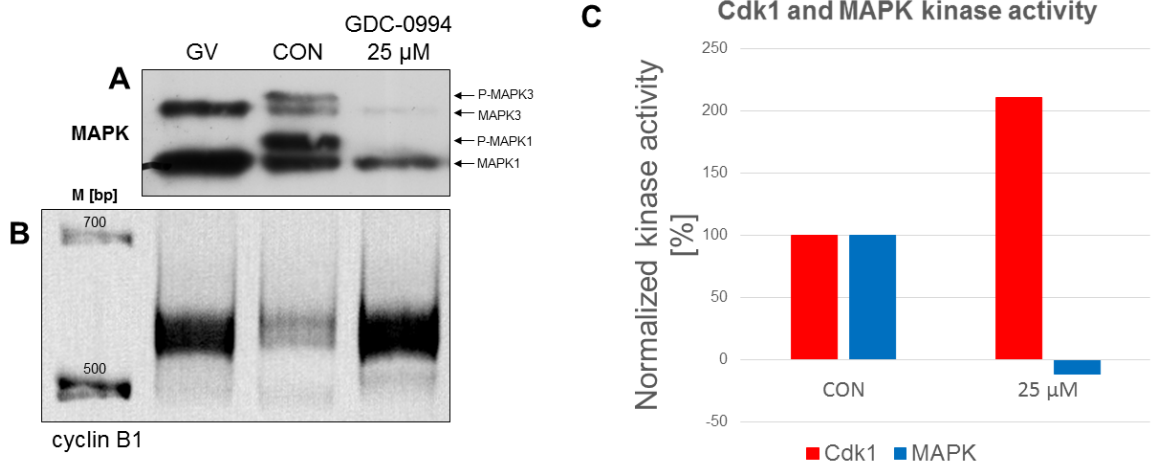 A
GV
CON
GDC-0994
25 µM
MAPK
P-MAPK3
MAPK3
P-MAPK1
MAPK1
B
M [bp]
700
500
cyclin B1
C
Cdk1 and MAPK kinase activity
Normalized kinase activity
[%]
250
200
150
100
50
0
-50
CON
25 µM
Cdk1
MAPK